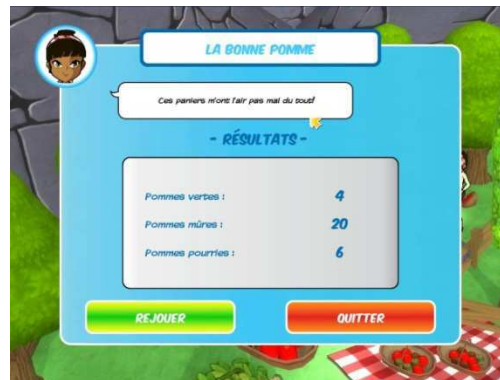 LA BONNE POMME
Ces paniers m'ont l'air pas mal du tout!
- RÉSULTATS -
Pommes vertes : 4
Pommes mûres : 20
Pommes pourries : 6
REJOUER
QUITTER